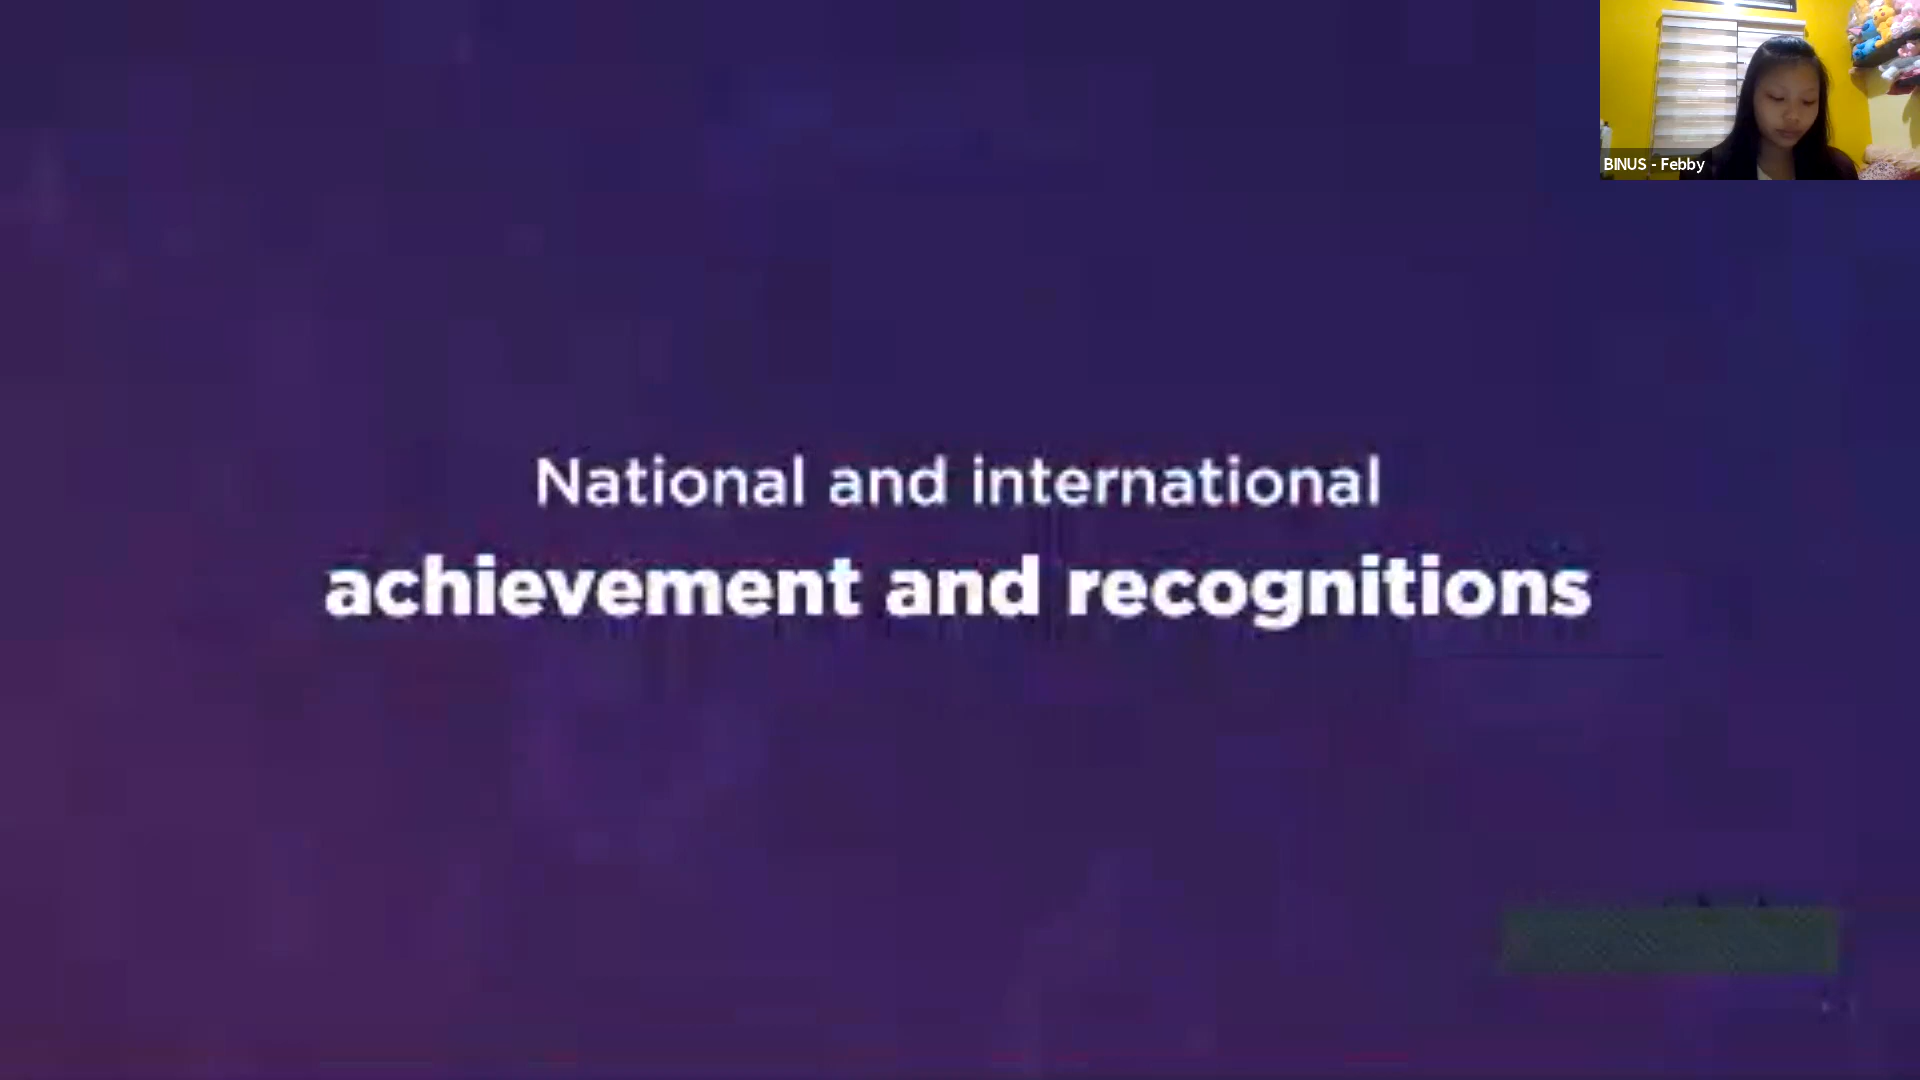 BINUS - Febby
National and international
achievement and recognitions